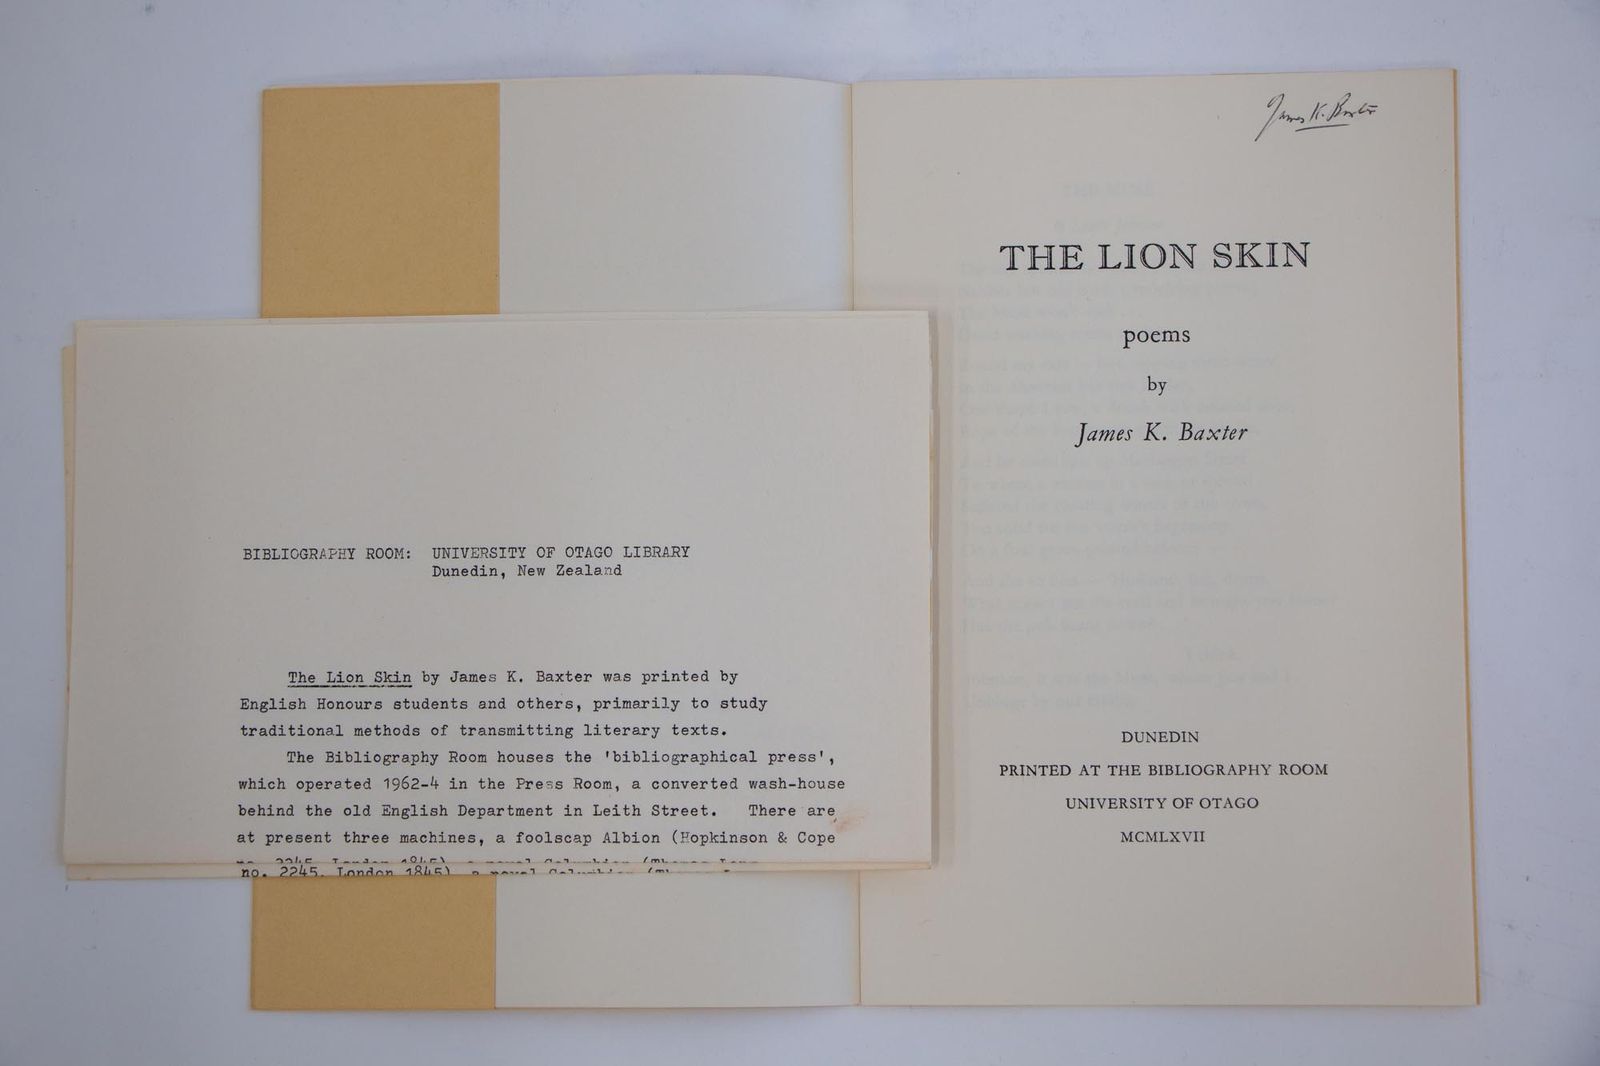 BIBLIOGRAPHY ROOM: UNIVERSITY OF OTAGO LIBRARY
Dunedin, New Zealand
The Lion Skin by James K. Baxter was printed by
English Honours students and others, primarily to study
traditional methods of transmitting literary texts.
The Bibliography Room houses the 'bibliographical press',
which operated 1962-4 in the Press Room, a converted wash-house
behind the old English Department in Leith Street. There are
at present three machines, a foolscap Albion (Hopkinson & Cope
no. 2245, London 1845), a
James K. Baxter
THE LION SKIN
poems
by
James K. Baxter
DUNEDIN
PRINTED AT THE BIBLIOGRAPHY ROOM
UNIVERSITY OF OTAGO
MCMLXVII